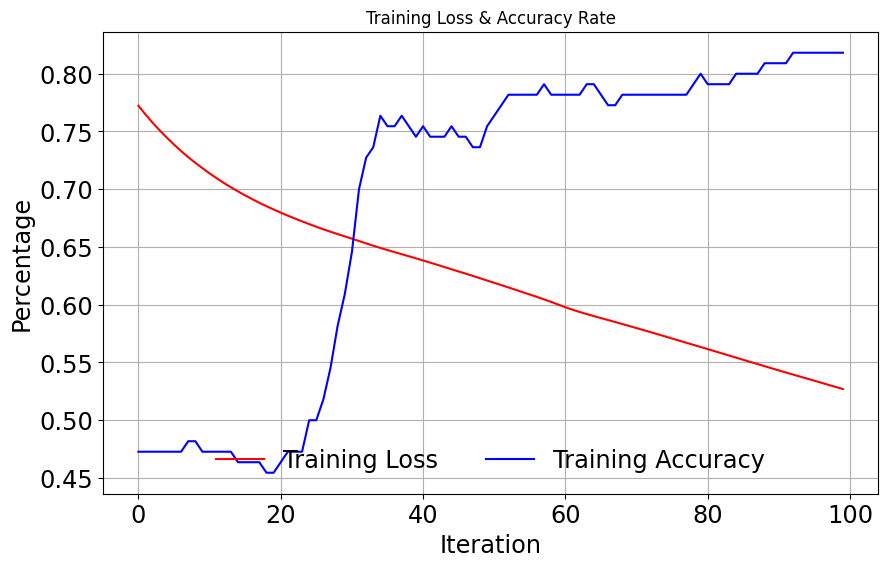 Training Loss & Accuracy Rate
Percentage
0.80
0.75
0.70
0.65
0.60
0.55
0.50
0.45
Training Loss Training Accuracy
0 20 40 60 80 100
Iteration